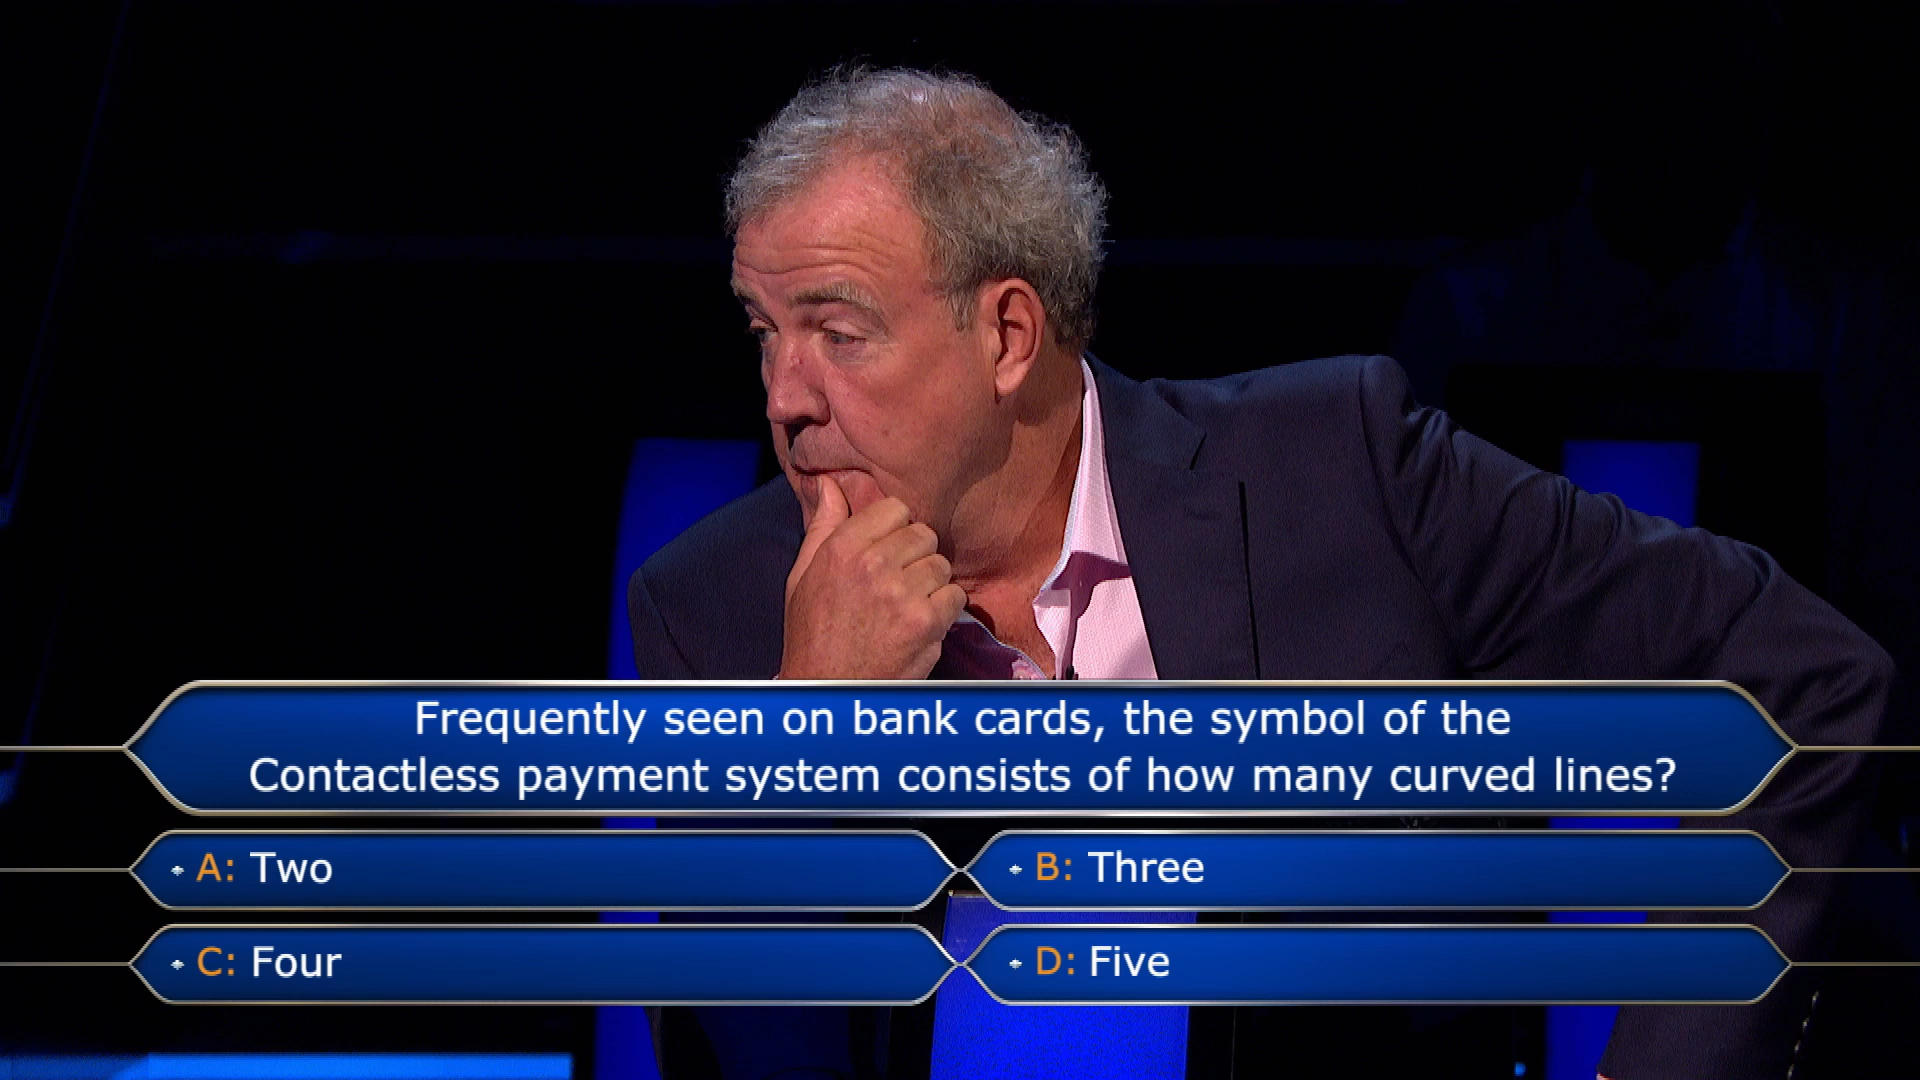 Frequently seen on bank cards, the symbol of the
Contactless payment system consists of how many curved lines?
A: Two
B: Three
C: Four
D: Five